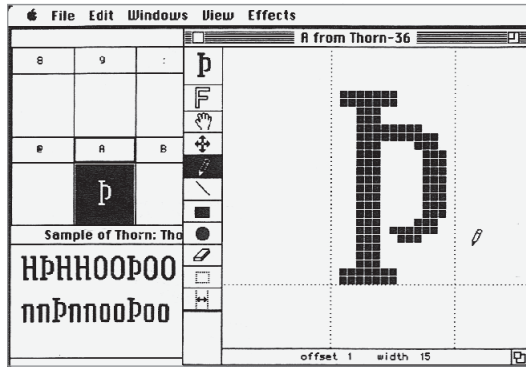 File Edit Windows View Effects
A from Thorn-36
8 9 :
þ
F
@ A B
þ
Sample of Thorn: Tho
HÞHHOOÞOO
nnÞnnooÞoo
þ
offset 1 width 15